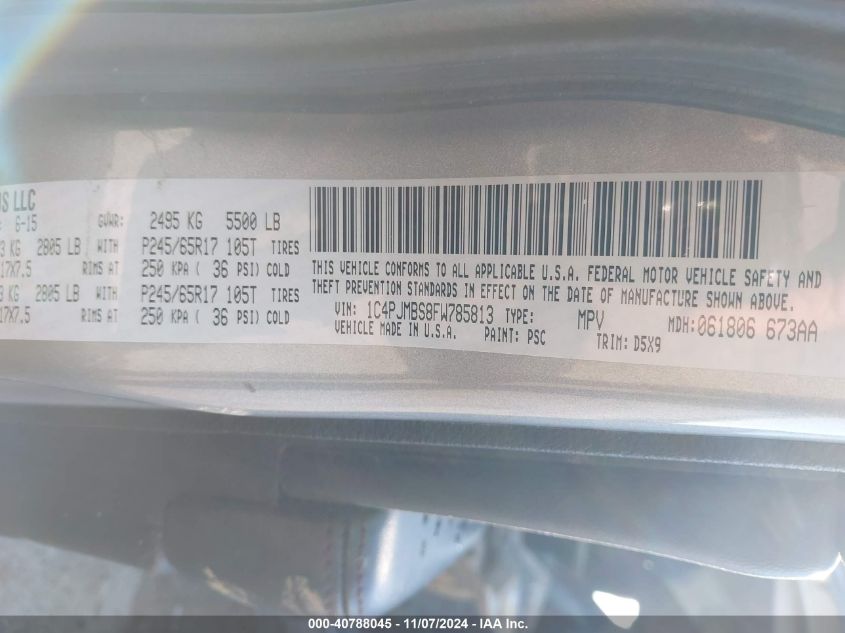 LLC
6-15 GVWR: 2495 KG 5500 LB
KG 2805 LB WITH P245/65R17 105T TIRES
17X7.5 RIMS AT 250 KPA ( 36 PSI) COLD
KG 2805 LB WITH P245/65R17 105T TIRES
17X7.5 RIMS AT 250 KPA ( 36 PSI) COLD
THIS VEHICLE CONFORMS TO ALL APPLICABLE U.S.A. FEDERAL MOTOR VEHICLE SAFETY AND
THEFT PREVENTION STANDARDS IN EFFECT ON THE DATE OF MANUFACTURE SHOWN ABOVE.
VIN: 1C4PJMBS8FW785813 TYPE: MPV MDH: 061806 673AA
VEHICLE MADE IN U.S.A. PAINT: PSC TRIM: D5X9
000-40788045 - 11/07/2024 - IAA Inc.